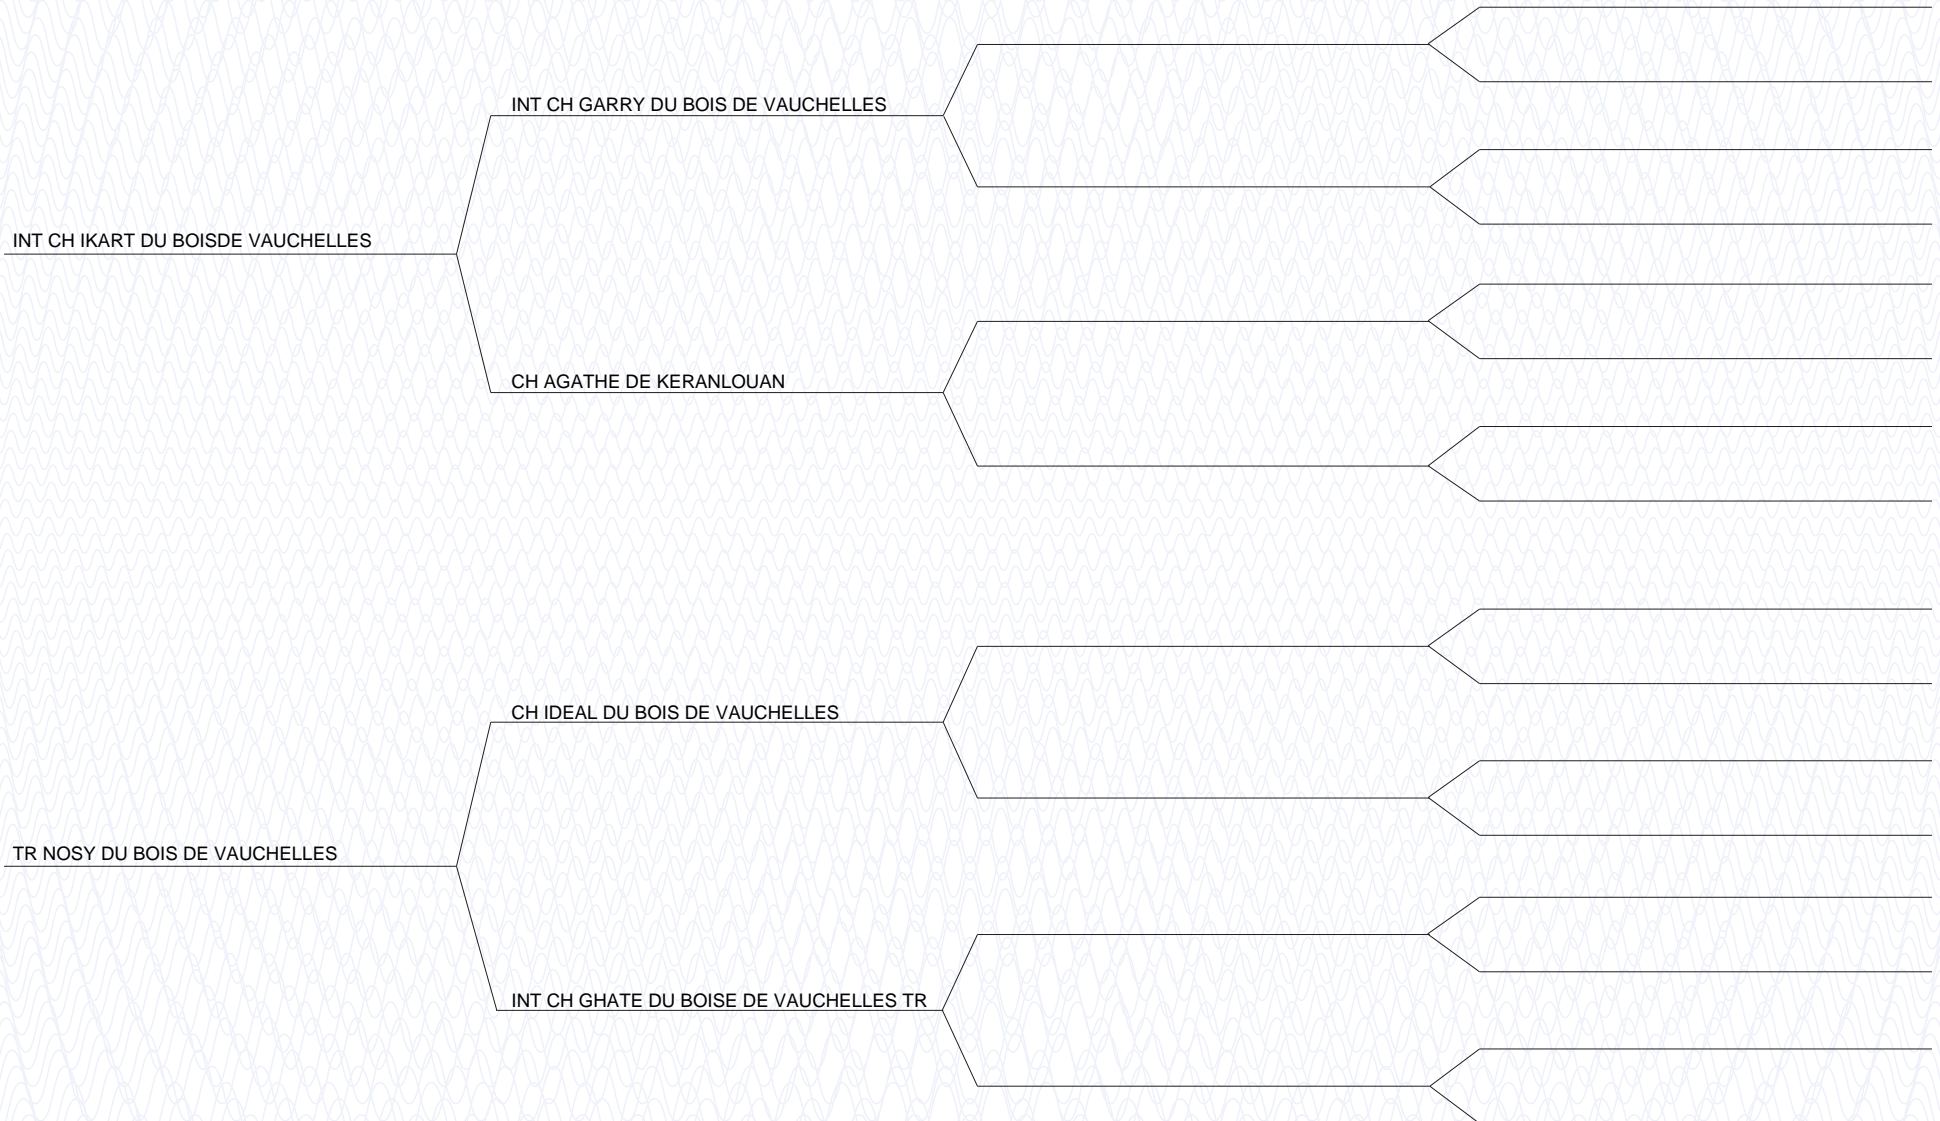 INT CH GARRY DU BOIS DE VAUCHELLES
INT CH IKART DU BOISDE VAUCHELLES
CH AGATHE DE KERANLOUAN
CH IDEAL DU BOIS DE VAUCHELLES
TR NOSY DU BOIS DE VAUCHELLES
INT CH GHATE DU BOISE DE VAUCHELLES TR